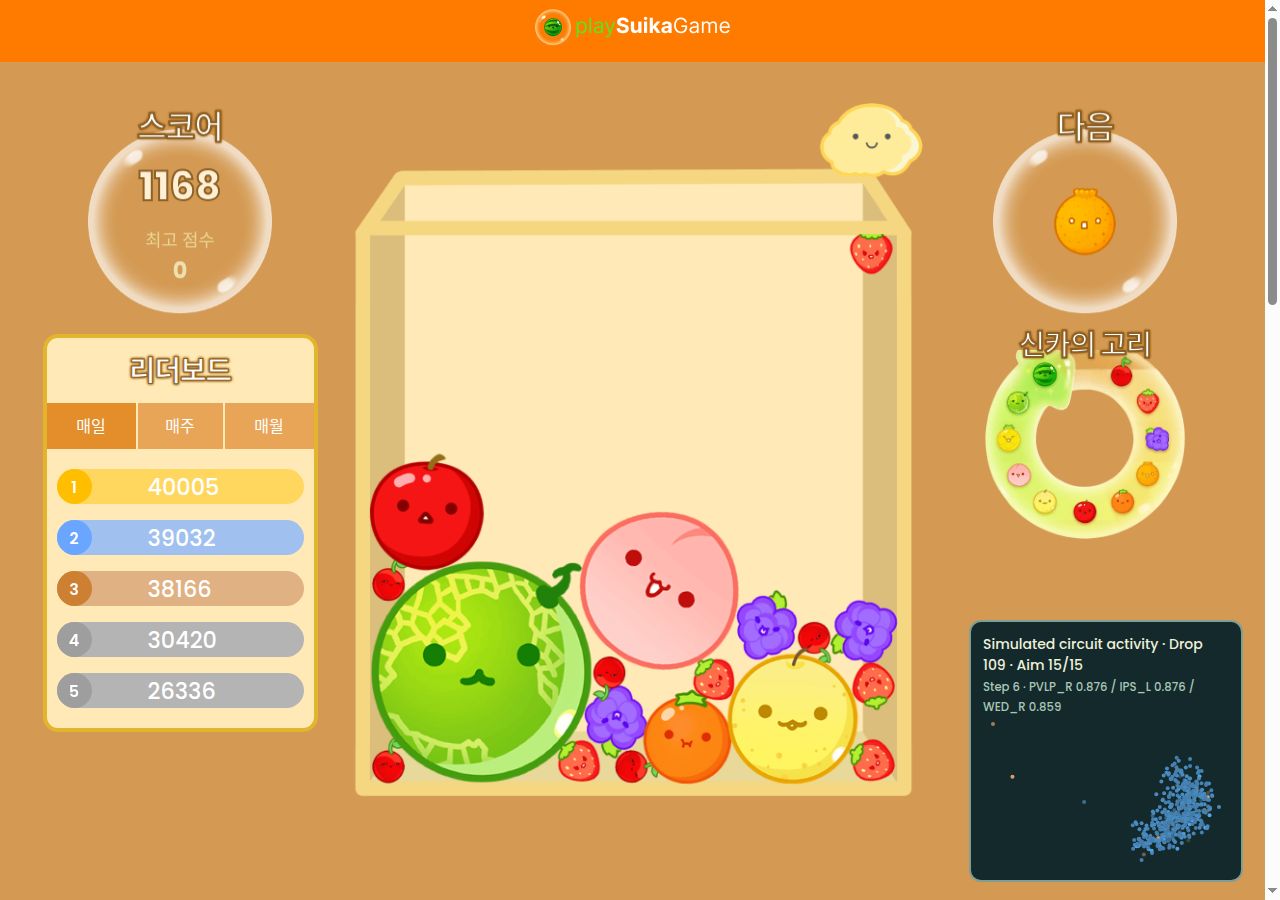 playSuikaGame
스코어
1168
최고 점수
0
다음
신카의 고리
리더보드
매일 매주 매월
1 40005
2 39032
3 38166
4 30420
5 26336
Simulated circuit activity · Drop
109 · Aim 15/15
Step 6 · PVLP_R 0.876 / IPS_L 0.876 /
WED_R 0.859